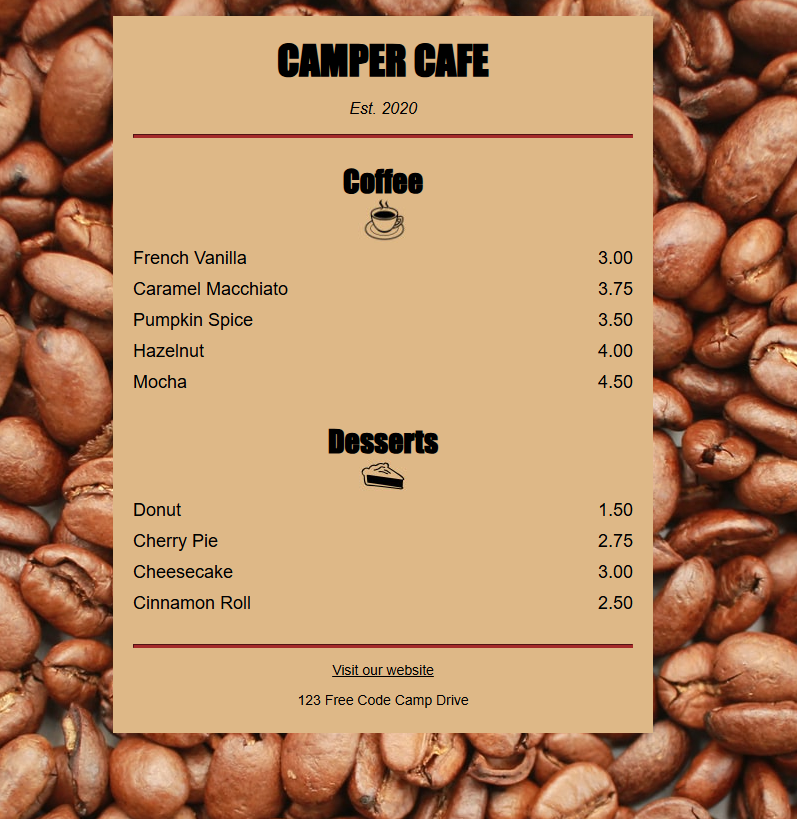 CAMPER CAFE
Est. 2020
Coffee
French Vanilla 3.00
Caramel Macchiato 3.75
Pumpkin Spice 3.50
Hazelnut 4.00
Mocha 4.50
Desserts
Donut 1.50
Cherry Pie 2.75
Cheesecake 3.00
Cinnamon Roll 2.50
Visit our website
123 Free Code Camp Drive